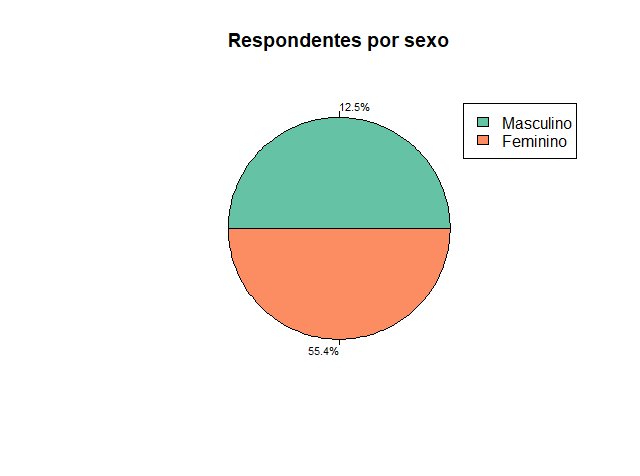 Respondentes por sexo
12.5%
Masculino
Feminino
55.4%